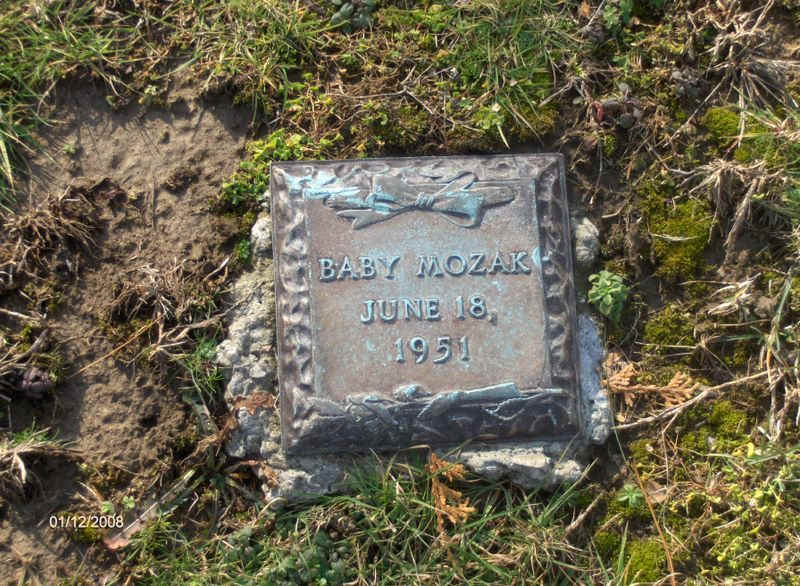 BABY MOZAK
JUNE 18,
1951
01/12/2008